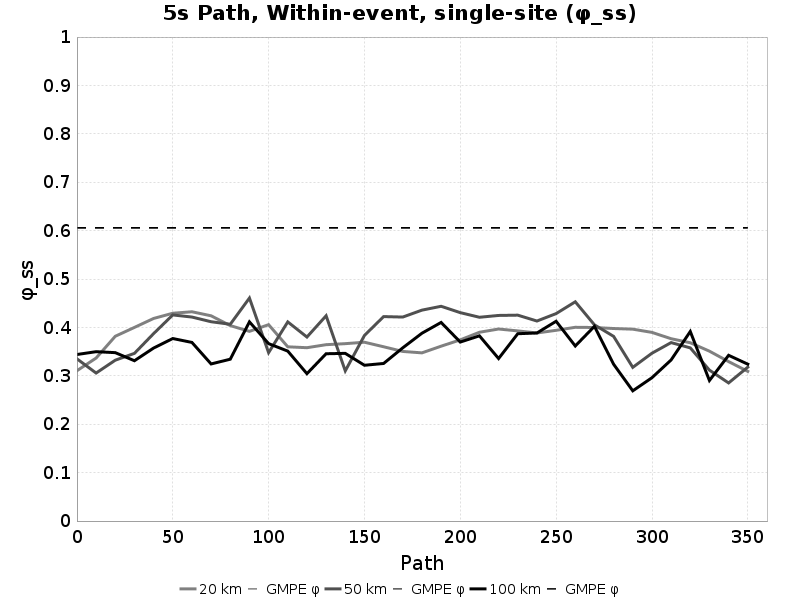 5s Path, Within-event, single-site (φ_ss)
1
0.9
0.8
0.7
0.6
0.5
0.4
0.3
0.2
0.1
0
φ_ss
0 50 100 150 200 250 300 350
Path
20 km GMPE φ 50 km GMPE φ 100 km GMPE φ